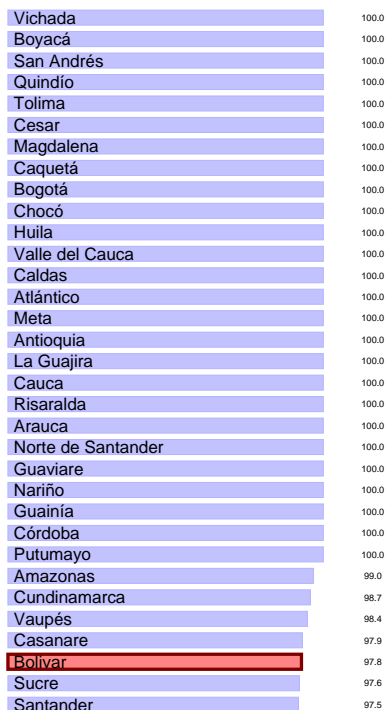 Vichada 100.0
Boyacá 100.0
San Andrés 100.0
Quindío 100.0
Tolima 100.0
Cesar 100.0
Magdalena 100.0
Caquetá 100.0
Bogotá 100.0
Chocó 100.0
Huila 100.0
Valle del Cauca 100.0
Caldas 100.0
Atlántico 100.0
Meta 100.0
Antioquia 100.0
La Guajira 100.0
Cauca 100.0
Risaralda 100.0
Arauca 100.0
Norte de Santander 100.0
Guaviare 100.0
Nariño 100.0
Guainía 100.0
Córdoba 100.0
Putumayo 100.0
Amazonas 99.0
Cundinamarca 98.7
Vaupés 98.4
Casanare 97.9
Bolivar 97.8
Sucre 97.6
Santander 97.5